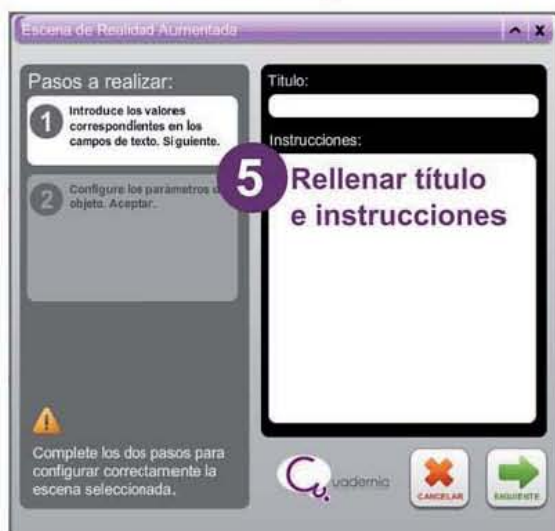 Escena de Realidad Aumentada
X
Pasos a realizar:
1
Introduce los valores
correspondientes en los
campos de texto. Siguiente.
2
Configure los parámetros
objeto. Aceptar.
Complete los dos pasos para
configurar correctamente la
escena seleccionada.
Titulo:
Instrucciones:
5
Rellenar título
e instrucciones
Cuadernia
CANCELAR
SIGUIENTE